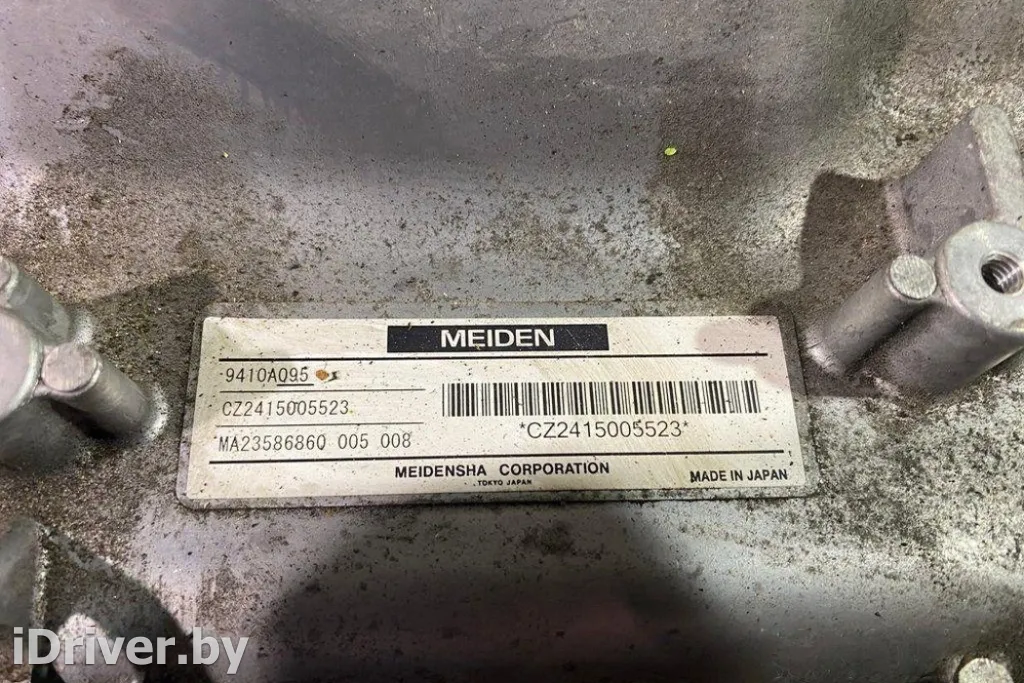 MEIDEN
9410A095
CZ2415005523
MA23586860 005 008
*CZ2415005523*
MEIDENSHA CORPORATION
TOKYO JAPAN
MADE IN JAPAN
iDriver.by